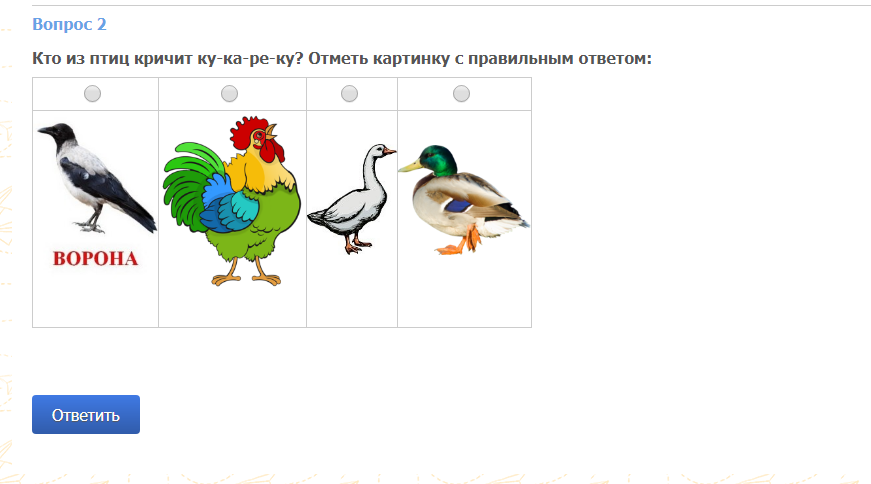 Вопрос 2
Кто из птиц кричит ку-ка-ре-ку? Отметь картинку с правильным ответом:
ВОРОНА
Ответить